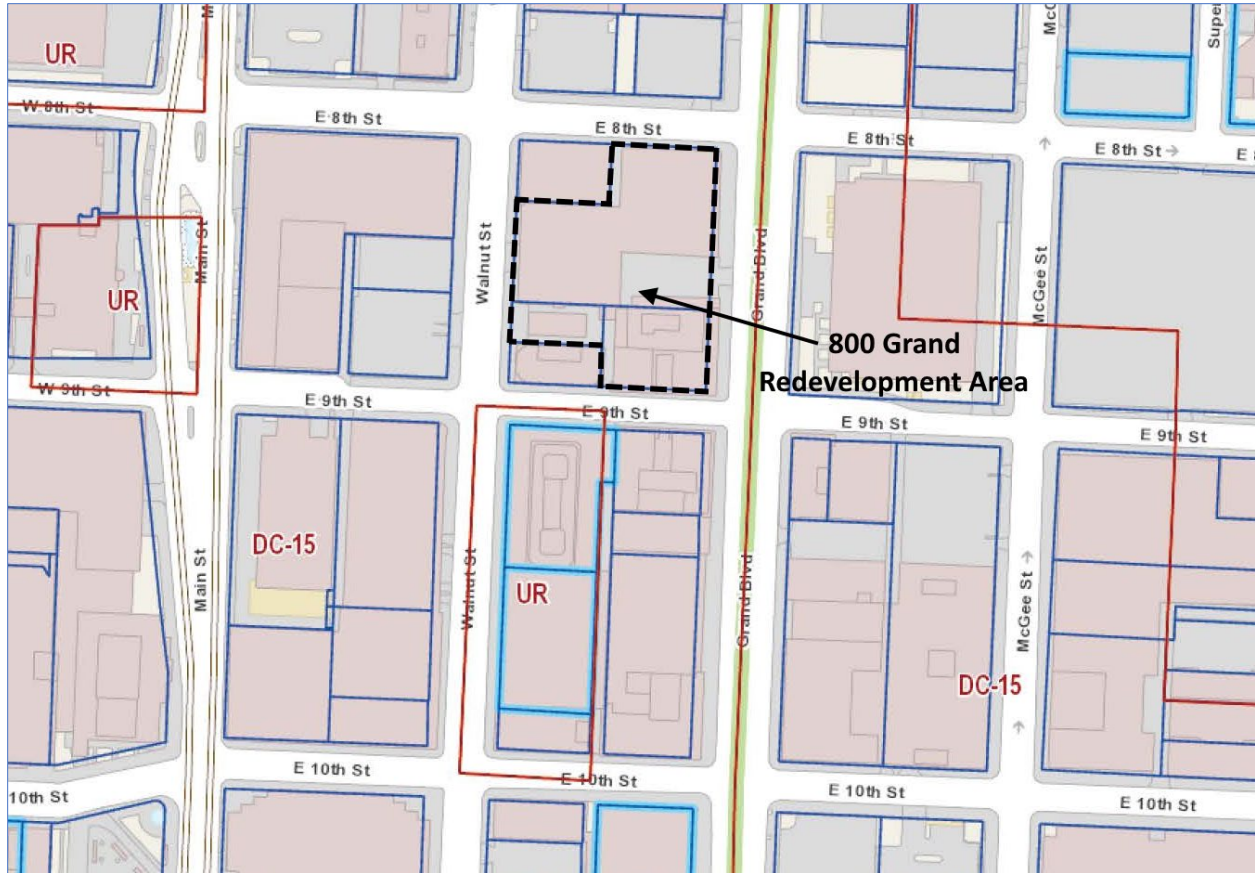 M
McG
Super
UR
W 8th St
E 8th St
E 8th St
E 8th St
E 8th St →
E 8
Main St
UR
Walnut St
Grand Blvd
McGee St
800 Grand
Redevelopment Area
W 9th St
E 9th St
E 9th St
E 9th St
E 9th St
DC-15
Main St
Walnut St
UR
Grand Blvd
McGee St
DC-15
10th St
E 10th St
E 10th St
E 10th St
E 10th St